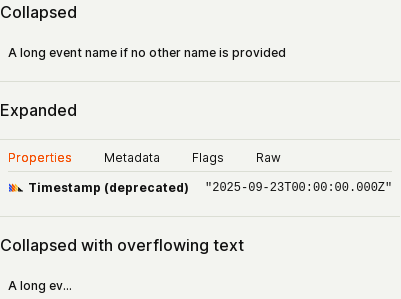 Collapsed
A long event name if no other name is provided
Expanded
Properties Metadata Flags Raw
Timestamp (deprecated) "2025-09-23T00:00:00.000Z"
Collapsed with overflowing text
A long ev...